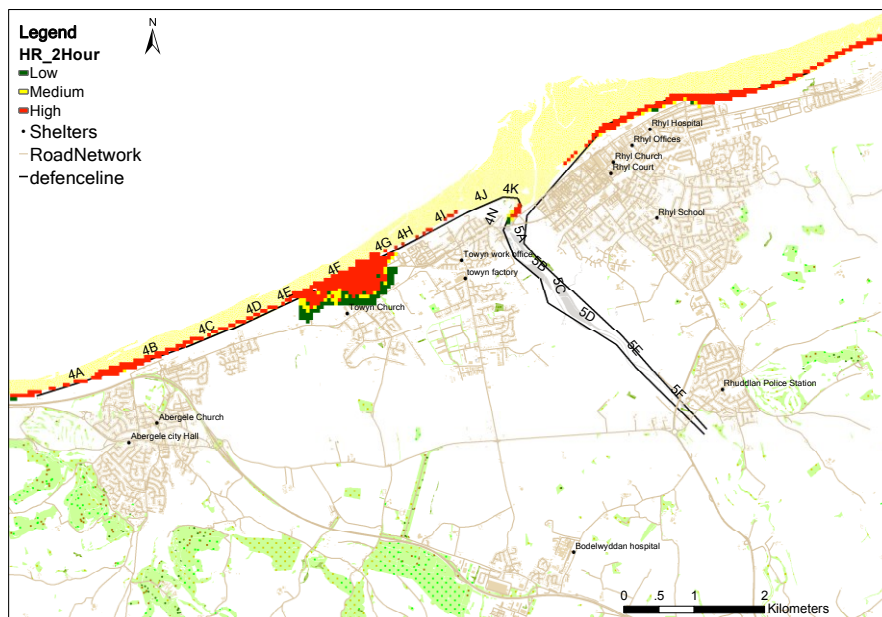 N
Legend
HR_2Hour
Low
Medium
High
Shelters
RoadNetwork
defenceline
Rhyl Hospital
Rhyl Offices
Rhyl Church
Rhyl Court
Rhyl School
4K
4J
4I
4H
4G
4F
4E
4D
4C
4B
4A
4N
5A
5B
5C
5D
5E
5F
Towyn work office
towyn factory
Towyn Church
Rhuddlan Police Station
Abergele Church
Abergele city Hall
Bodelwyddan hospital
0 .5 1 2
Kilometers